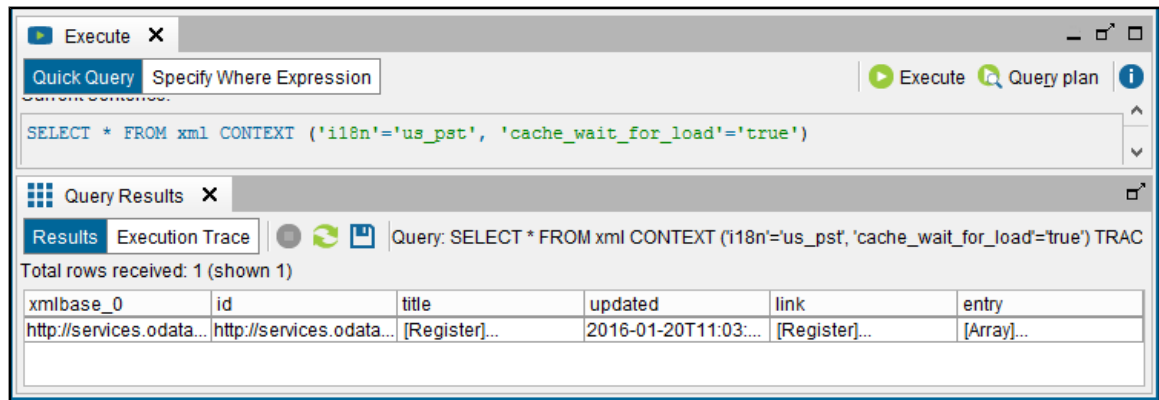 Execute
Quick Query Specify Where Expression Execute Query plan
Current Sentence:
SELECT * FROM xml CONTEXT ('i18n'='us_pst', 'cache_wait_for_load'='true')
Query Results
Results Execution Trace Query: SELECT * FROM xml CONTEXT ('i18n'='us_pst', 'cache_wait_for_load'='true') TRAC
Total rows received: 1 (shown 1)
xmlbase_0 id title updated link entry
http://services.odata... http://services.odata... [Register]... 2016-01-20T11:03:... [Register]... [Array]...